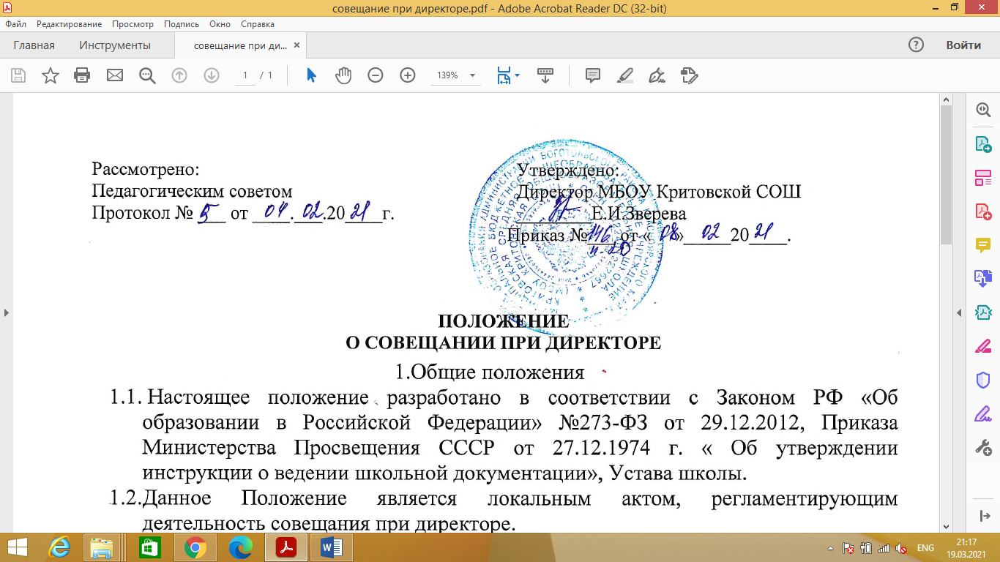 совещание при директоре.pdf - Adobe Acrobat Reader DC (32-bit)
Файл Редактирование Просмотр Подпись Окно Справка
Главная Инструменты совещание при ди... × Войти
1 / 1 139%
Рассмотрено:
Педагогическим советом
Протокол № 5 от 04.02.2021 г.
Утверждено:
Директор МБОУ Критовской СОШ
Е.И.Зверева
Приказ №146 от «08» 02 2021.
ПОЛОЖЕНИЕ
О СОВЕЩАНИИ ПРИ ДИРЕКТОРЕ
1.Общие положения
1.1. Настоящее положение разработано в соответствии с Законом РФ «Об
образовании в Российской Федерации» №273-ФЗ от 29.12.2012, Приказа
Министерства Просвещения СССР от 27.12.1974 г. « Об утверждении
инструкции о ведении школьной документации», Устава школы.
1.2.Данное Положение является локальным актом, регламентирующим
деятельность совещания при директоре.
ENG
21:17
19.03.2021